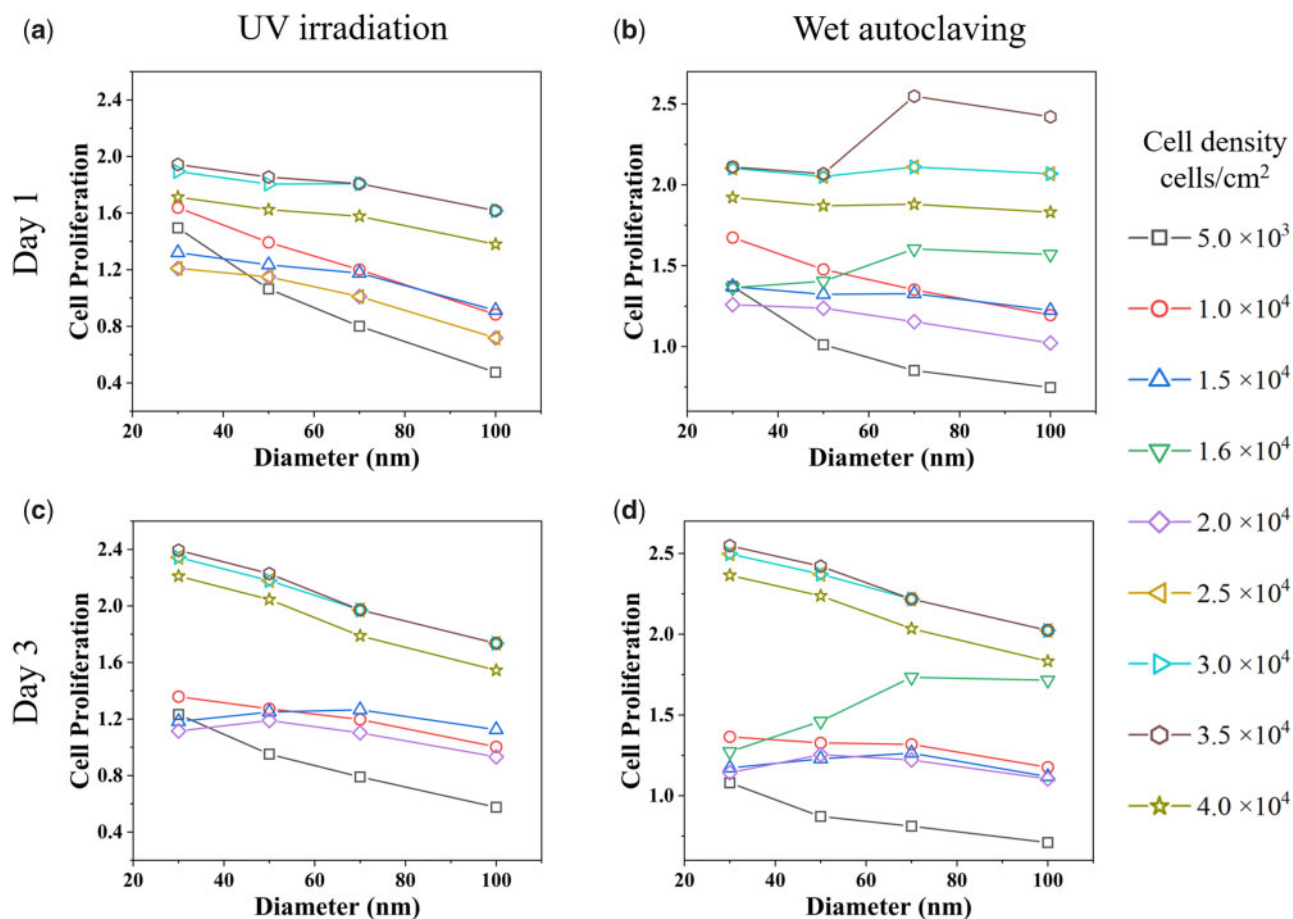 (a) UV irradiation
(b) Wet autoclaving
Day 1
Cell Proliferation
2.4
2.0
1.6
1.2
0.8
0.4
20 40 60 80 100
Diameter (nm)
Cell Proliferation
2.5
2.0
1.5
1.0
20 40 60 80 100
Diameter (nm)
Cell density
cells/cm²
5.0 ×10³
1.0 ×10⁴
1.5 ×10⁴
1.6 ×10⁴
2.0 ×10⁴
2.5 ×10⁴
3.0 ×10⁴
3.5 ×10⁴
4.0 ×10⁴
Day 3
(c)
Cell Proliferation
2.4
2.0
1.6
1.2
0.8
0.4
20 40 60 80 100
Diameter (nm)
(d)
Cell Proliferation
2.5
2.0
1.5
1.0
20 40 60 80 100
Diameter (nm)